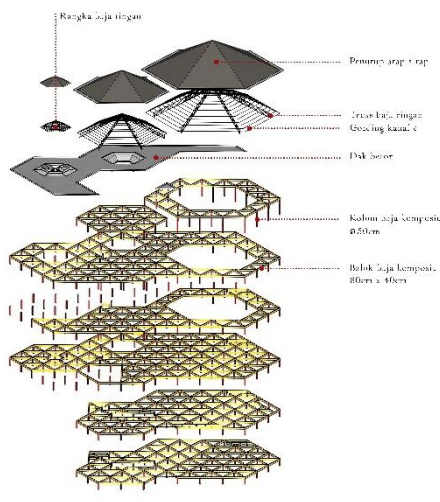 Rangka baja ringan
Penutup atap sirap
Truss baja ringan
Gording kanal c
Dak beton
Kolom baja komposit
Balok baja komposit
80cm x 40cm